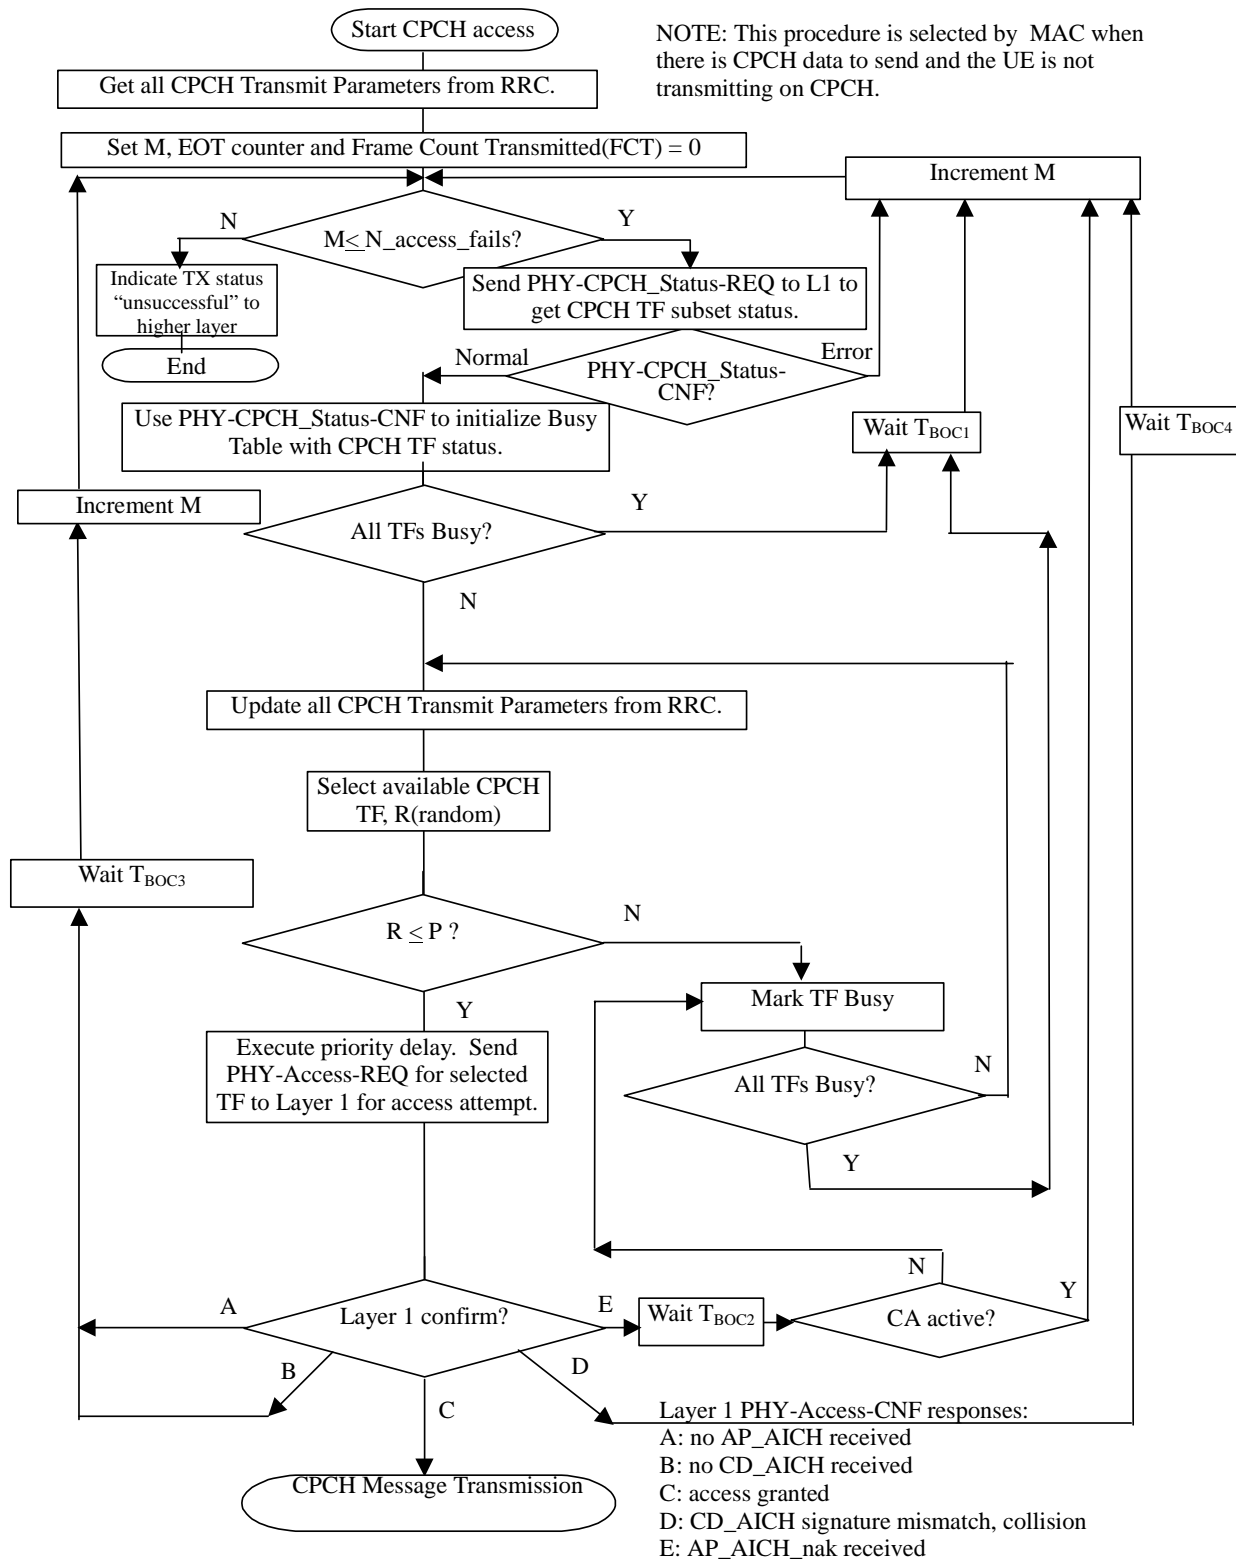 Start CPCH access
NOTE: This procedure is selected by MAC when
there is CPCH data to send and the UE is not
transmitting on CPCH.
Get all CPCH Transmit Parameters from RRC.
Set M, EOT counter and Frame Count Transmitted(FCT) = 0
Increment M
N
Y
M≤ N_access_fails?
Indicate TX status
“unsuccessful” to
higher layer
End
Send PHY-CPCH_Status-REQ to L1 to
get CPCH TF subset status.
Normal
Error
PHY-CPCH_Status-
CNF?
Use PHY-CPCH_Status-CNF to initialize Busy
Table with CPCH TF status.
Wait TBOC1
Wait TBOC4
Increment M
Y
All TFs Busy?
N
Update all CPCH Transmit Parameters from RRC.
Select available CPCH
TF, R(random)
Wait TBOC3
R ≤ P ?
N
Y
Mark TF Busy
Execute priority delay. Send
PHY-Access-REQ for selected
TF to Layer 1 for access attempt.
All TFs Busy?
N
Y
N
Y
A
Layer 1 confirm?
E
Wait TBOC2
CA active?
B
D
C
CPCH Message Transmission
Layer 1 PHY-Access-CNF responses:
A: no AP_AICH received
B: no CD_AICH received
C: access granted
D: CD_AICH signature mismatch, collision
E: AP_AICH_nak received